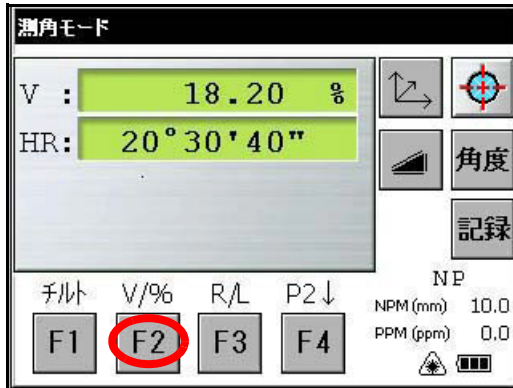 測角モード
V : 18.20 %
HR: 20°30'40"
角度
記録
チルト V/% R/L P2↓
F1 F2 F3 F4
NP
NPM (mm) 10.0
PPM (ppm) 0.0